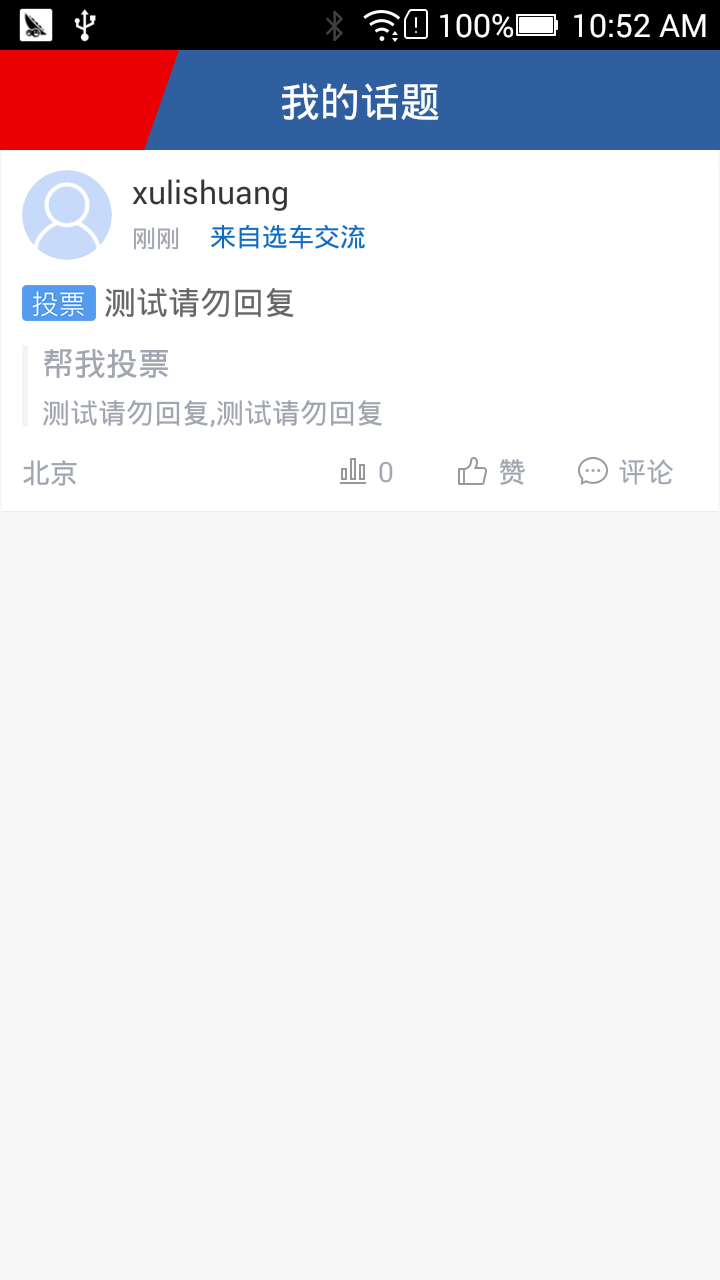 100% 10:52 AM
我的话题
xulishuang
刚刚 来自选车交流
投票 测试请勿回复
帮我投票
测试请勿回复,测试请勿回复
北京 0 赞 评论